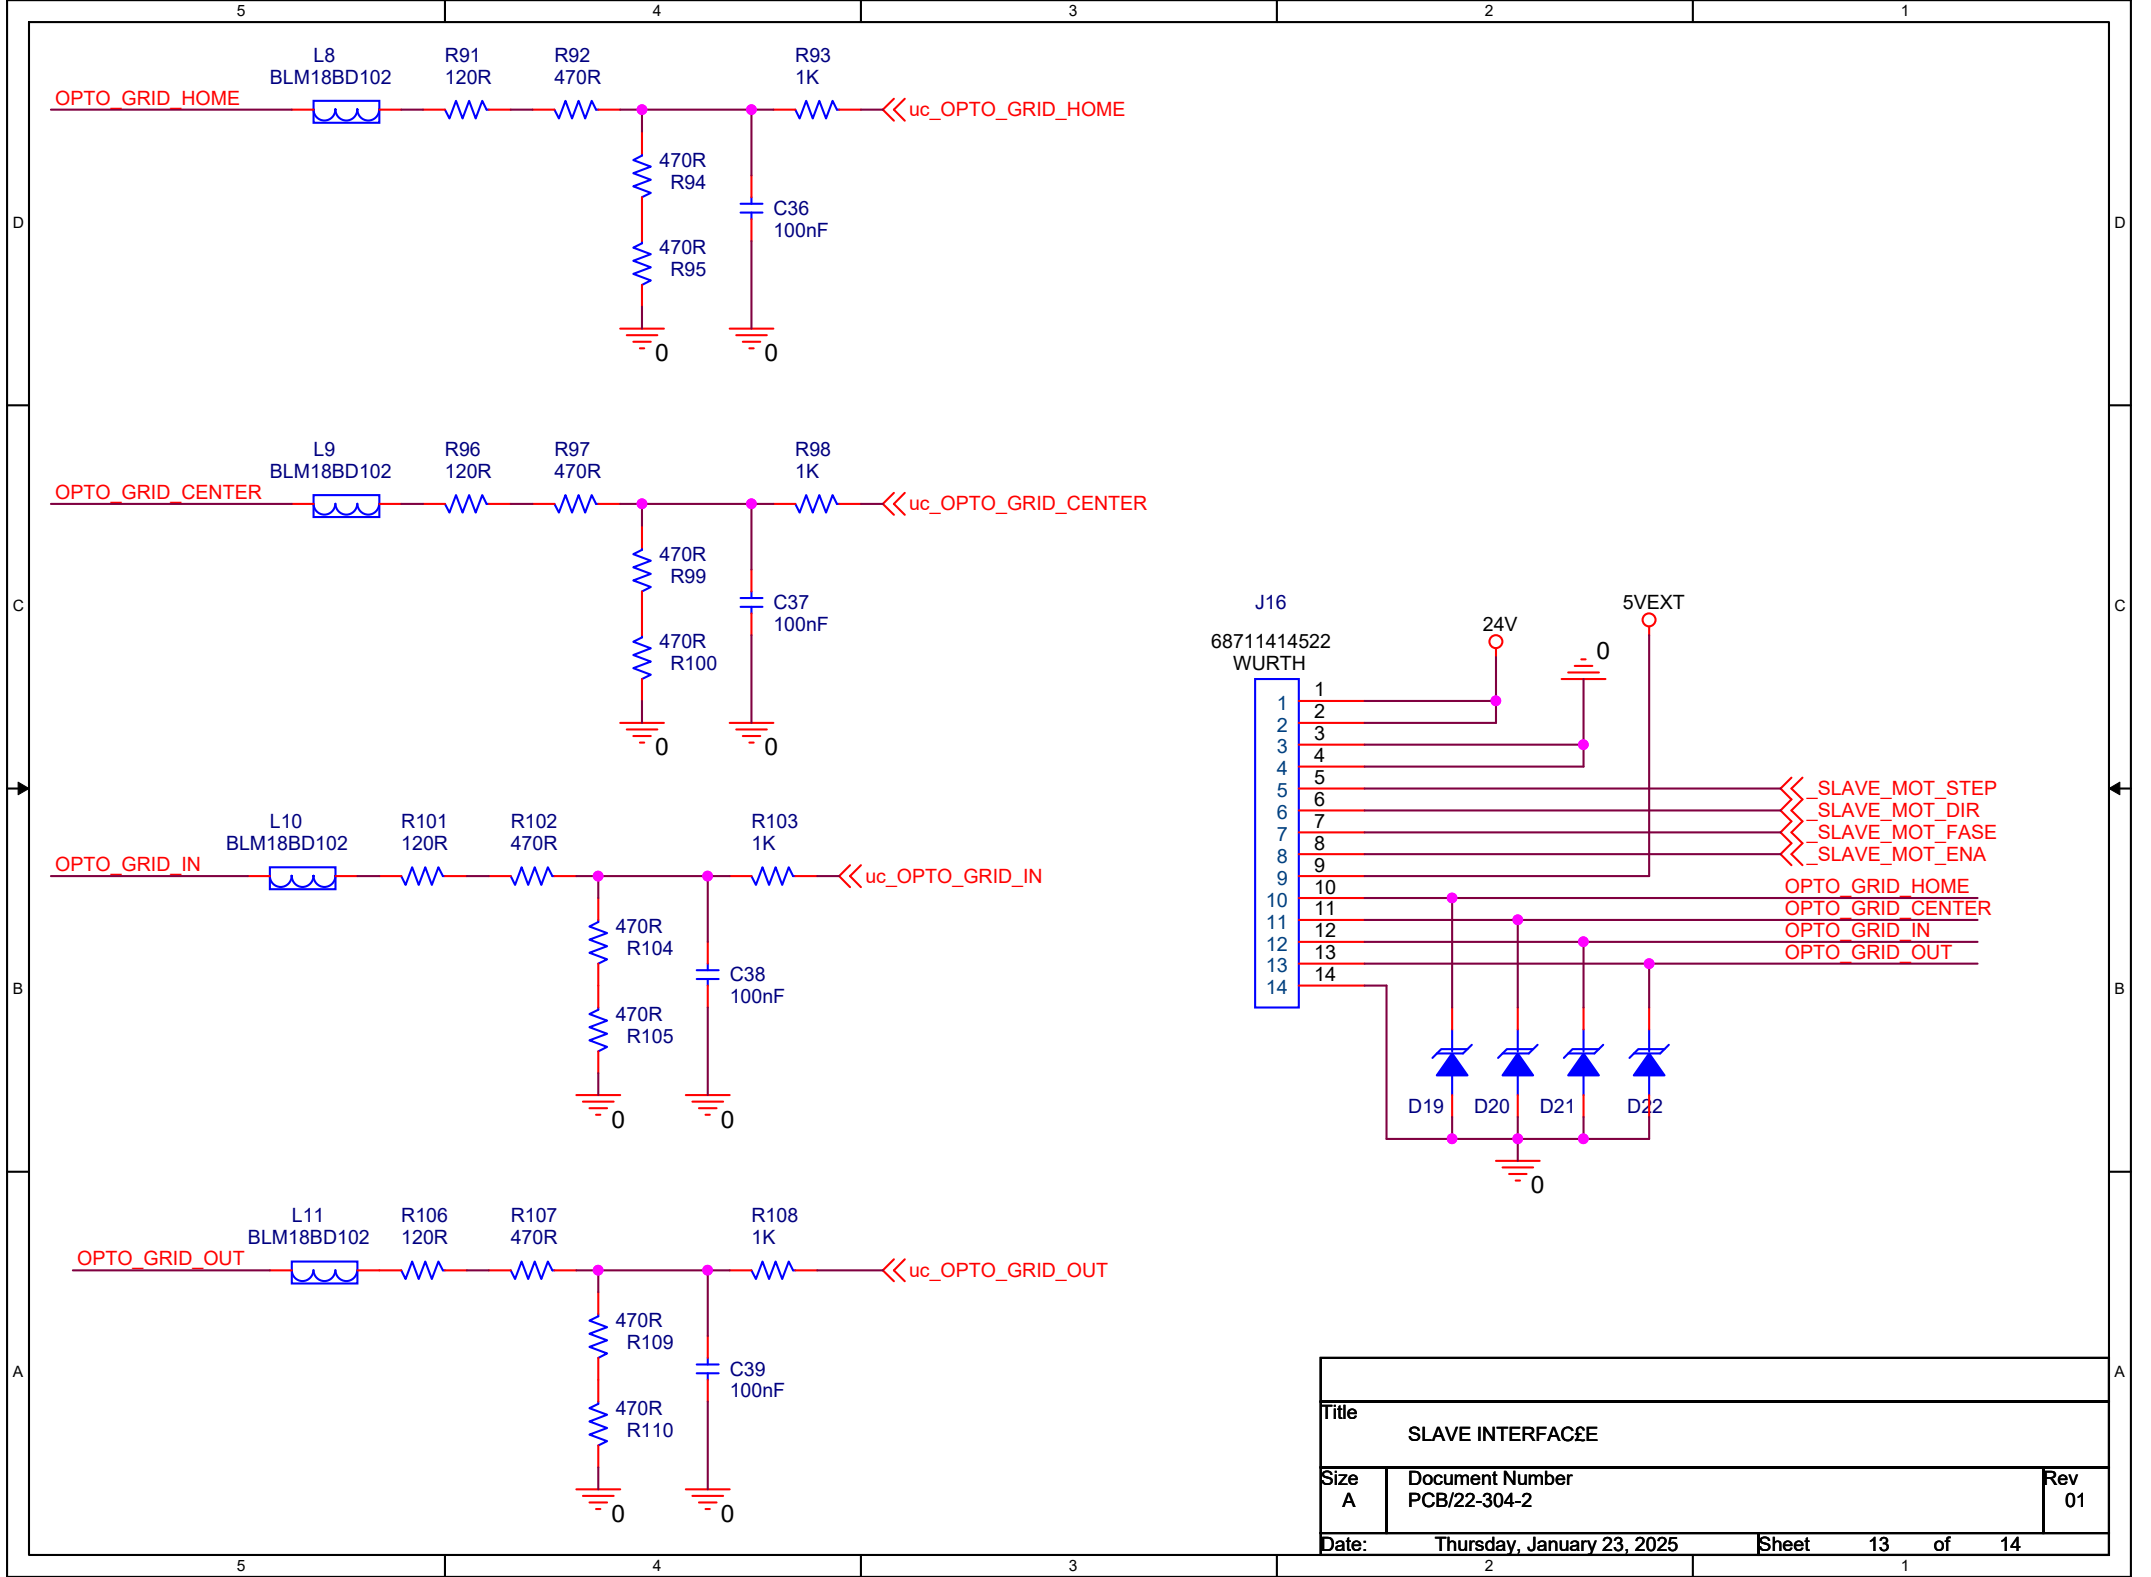 5 4 3 2 1
L8 R91 R92 R93
BLM18BD102 120R 470R 1K
OPTO_GRID_HOME
uc_OPTO_GRID_HOME
470R
R94
C36
100nF
470R
R95
0 0
D D
L9 R96 R97 R98
BLM18BD102 120R 470R 1K
OPTO_GRID_CENTER
uc_OPTO_GRID_CENTER
470R
R99
C37
100nF
470R
R100
0 0
C C
L10 R101 R102 R103
BLM18BD102 120R 470R 1K
OPTO_GRID_IN
uc_OPTO_GRID_IN
470R
R104
C38
100nF
470R
R105
0 0
B B
L11 R106 R107 R108
BLM18BD102 120R 470R 1K
OPTO_GRID_OUT
uc_OPTO_GRID_OUT
470R
R109
C39
100nF
470R
R110
0 0
A A
J16
68711414522
WURTH
24V
0
5VEXT
1 1
2 2
3 3
4 4
5 5 _SLAVE_MOT_STEP
6 6 _SLAVE_MOT_DIR
7 7 _SLAVE_MOT_FASE
8 8 _SLAVE_MOT_ENA
9 9
10 10 OPTO_GRID_HOME
11 11 OPTO_GRID_CENTER
12 12 OPTO_GRID_IN
13 13 OPTO_GRID_OUT
14 14
D19 D20 D21 D22
0
Title
SLAVE INTERFAC£E
Size Document Number Rev
A PCB/22-304-2 01
Date: Thursday, January 23, 2025 Sheet 13 of 14
5 4 3 2 1